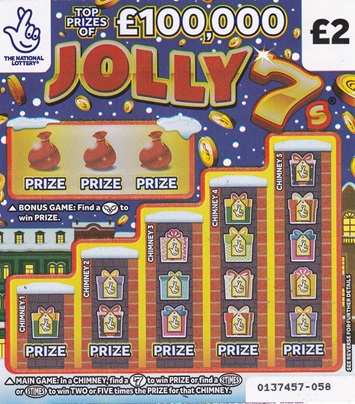 TOP PRIZES OF £100,000
£2
THE NATIONAL LOTTERY®
JOLLY 7s®
PRIZE PRIZE PRIZE
▲ BONUS GAME: Find a to win PRIZE.
CHIMNEY 1
PRIZE
CHIMNEY 2
PRIZE
CHIMNEY 3
PRIZE
CHIMNEY 4
PRIZE
CHIMNEY 5
PRIZE
SEE REVERSE FOR FURTHER DETAILS
▲ MAIN GAME: In a CHIMNEY, find a 7 to win PRIZE or find a 2TIMES
or 5TIMES to win TWO or FIVE times the PRIZE for that CHIMNEY.
0137457-058